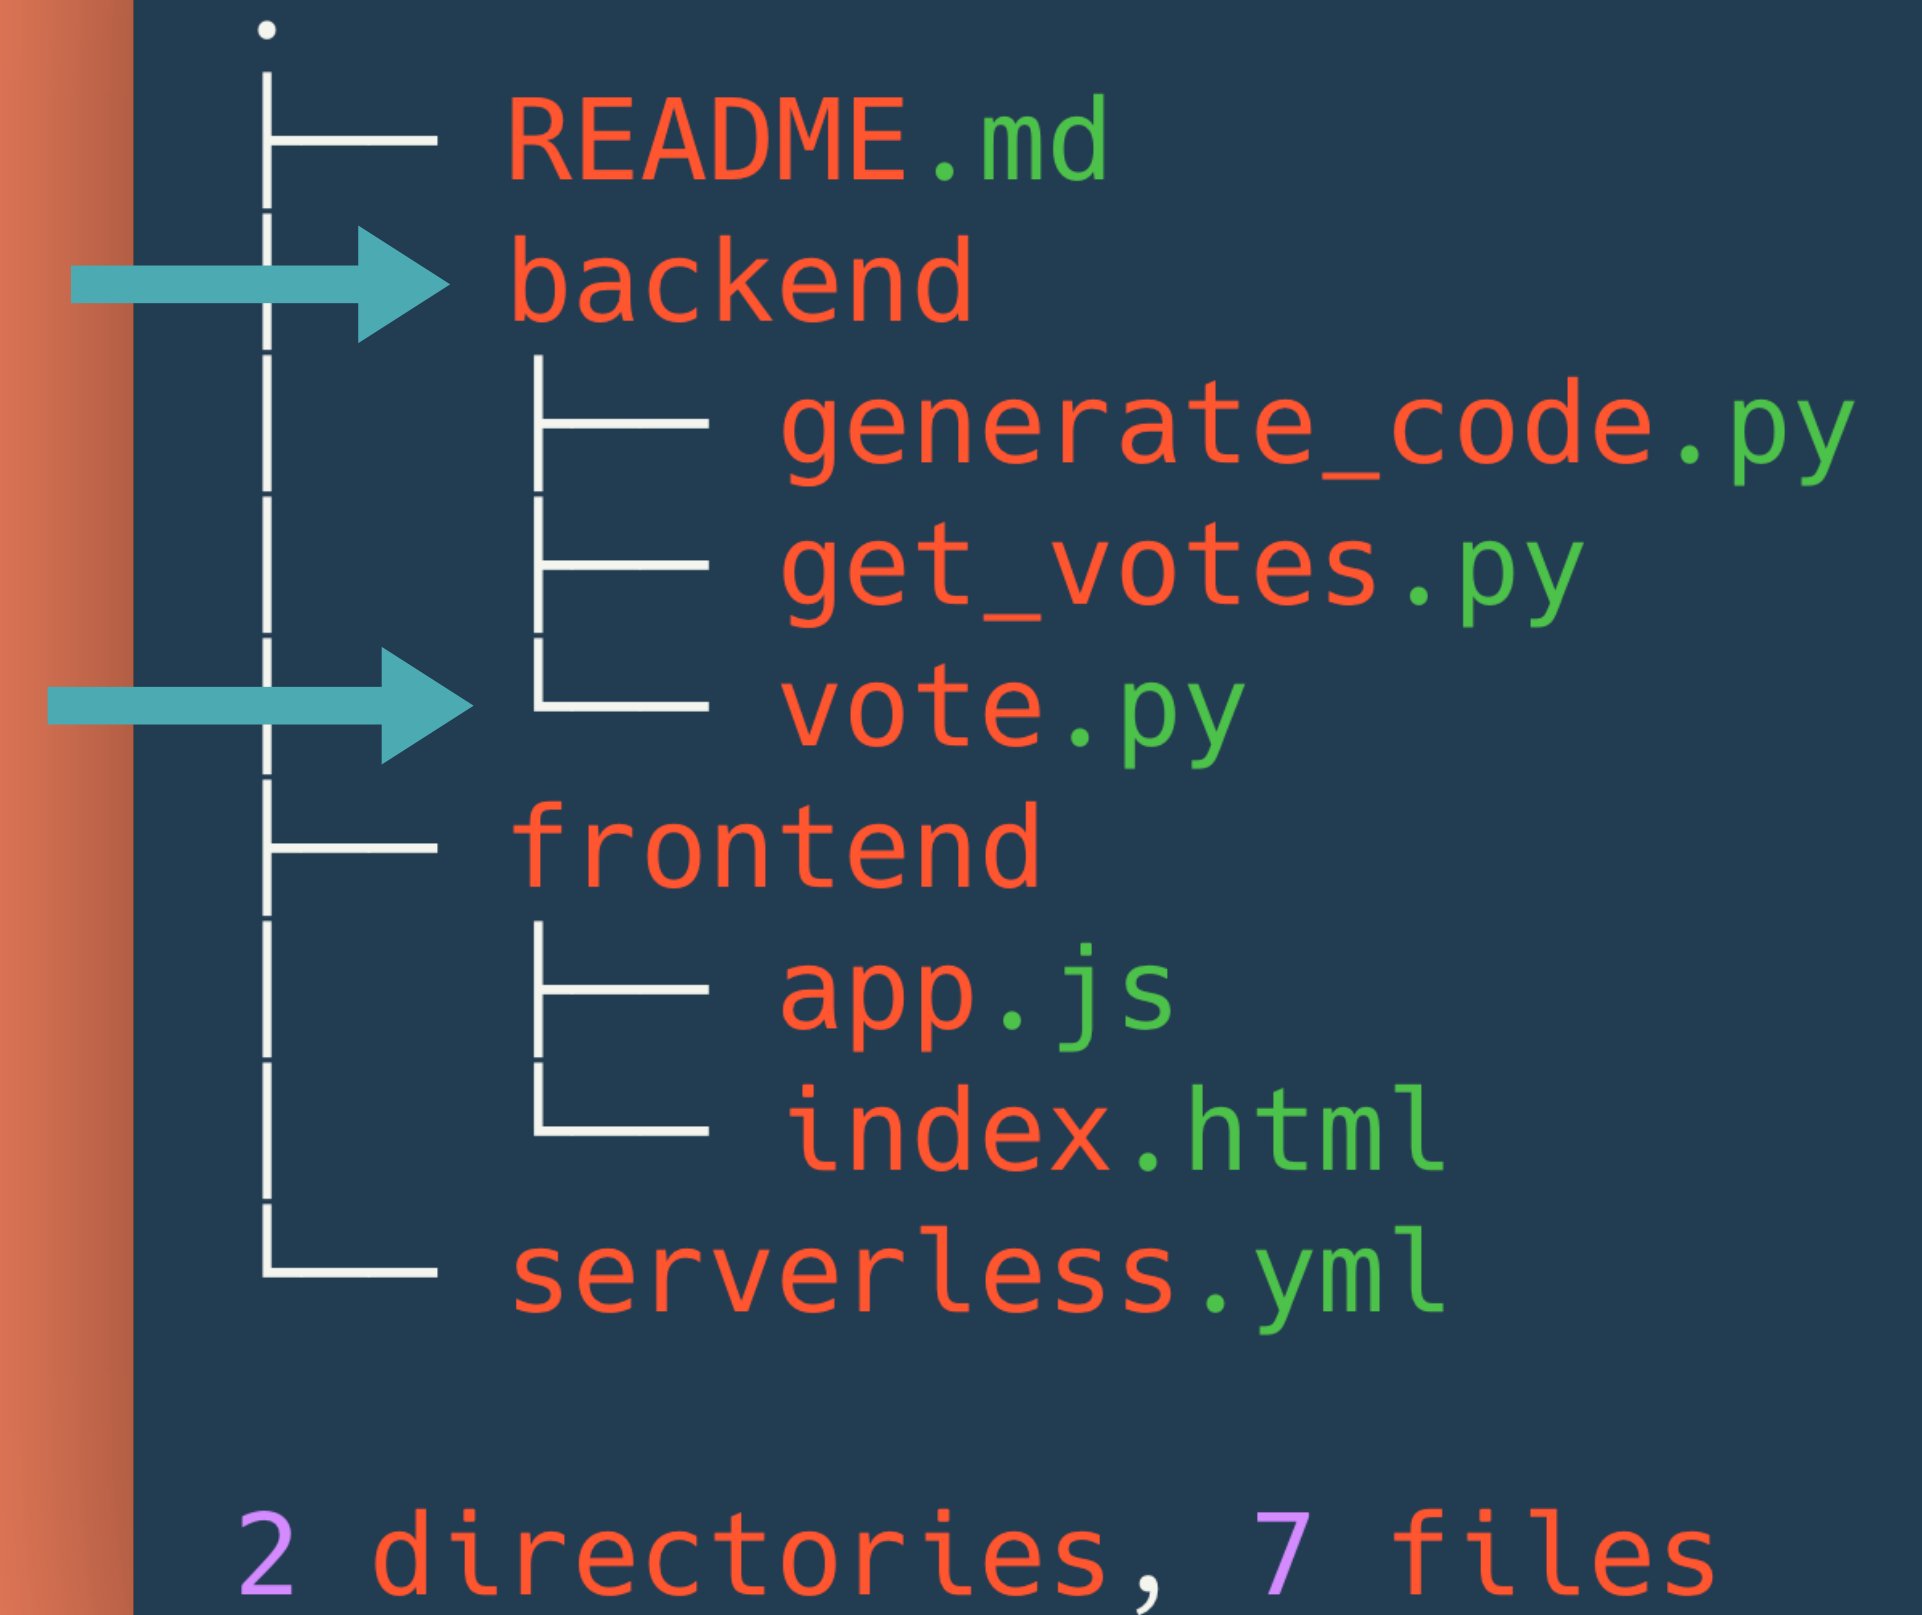 .
├── README.md
│   backend
│   ├── generate_code.py
│   ├── get_votes.py
│   └── vote.py
├── frontend
│   ├── app.js
│   └── index.html
└── serverless.yml
2 directories, 7 files